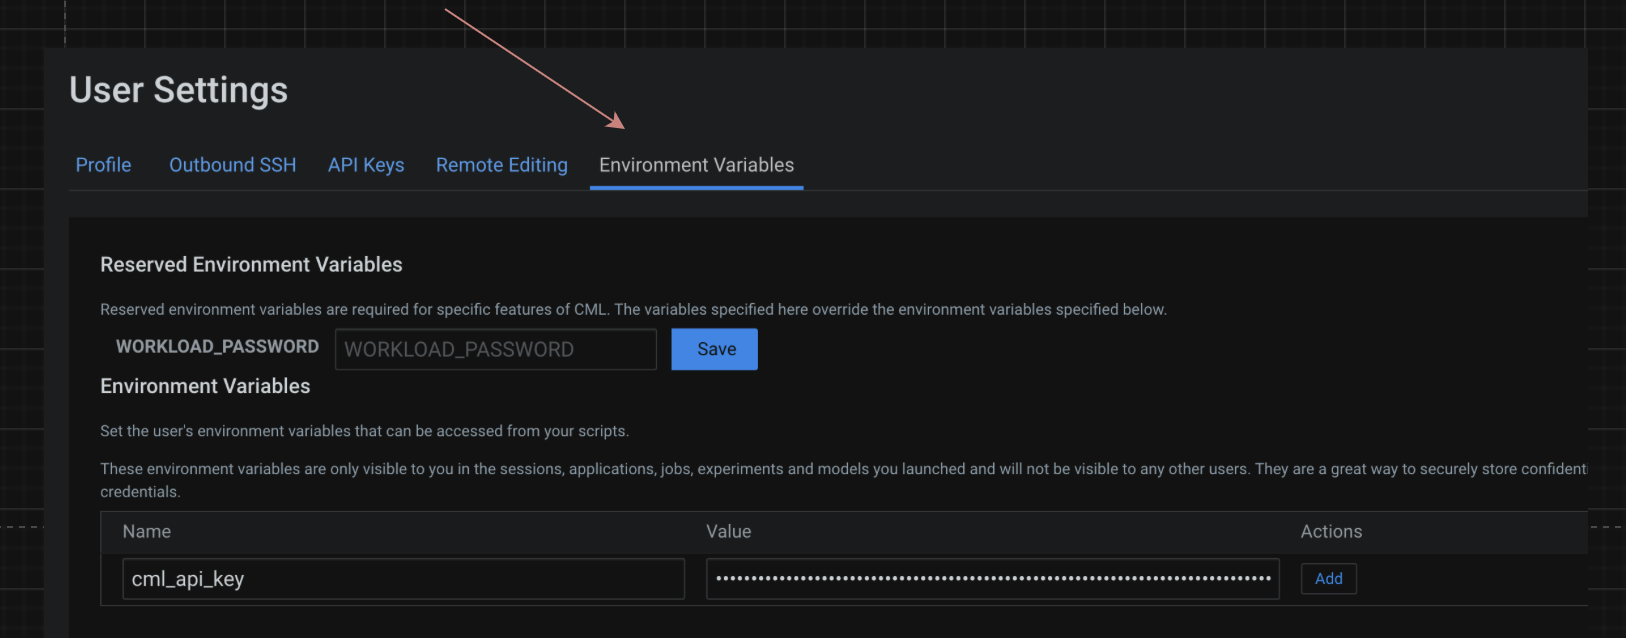 User Settings
Profile Outbound SSH API Keys Remote Editing Environment Variables
Reserved Environment Variables
Reserved environment variables are required for specific features of CML. The variables specified here override the environment variables specified below.
WORKLOAD_PASSWORD WORKLOAD_PASSWORD Save
Environment Variables
Set the user's environment variables that can be accessed from your scripts.
These environment variables are only visible to you in the sessions, applications, jobs, experiments and models you launched and will not be visible to any other users. They are a great way to securely store confidenti
credentials.
Name Value Actions
cml_api_key Add